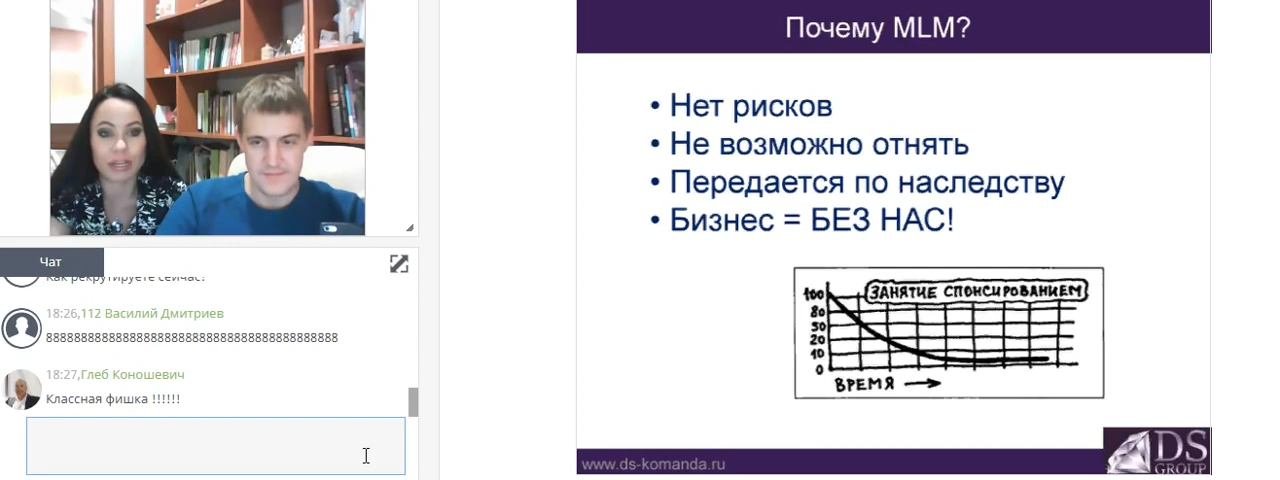 Почему MLM?
• Нет рисков
• Не возможно отнять
• Передается по наследству
• Бизнес = БЕЗ НАС!
ЗАНЯТИЕ СПОНСИРОВАНИЕМ
100
80
50
20
10
0
ВРЕМЯ
www.ds-komanda.ru
DS
GROUP
Чат
Как рекрутируете сейчас?
18:26,112 Василий Дмитриев
888888888888888888888888888888888888888888
18:27,Глеб Коношевич
Классная фишка !!!!!!